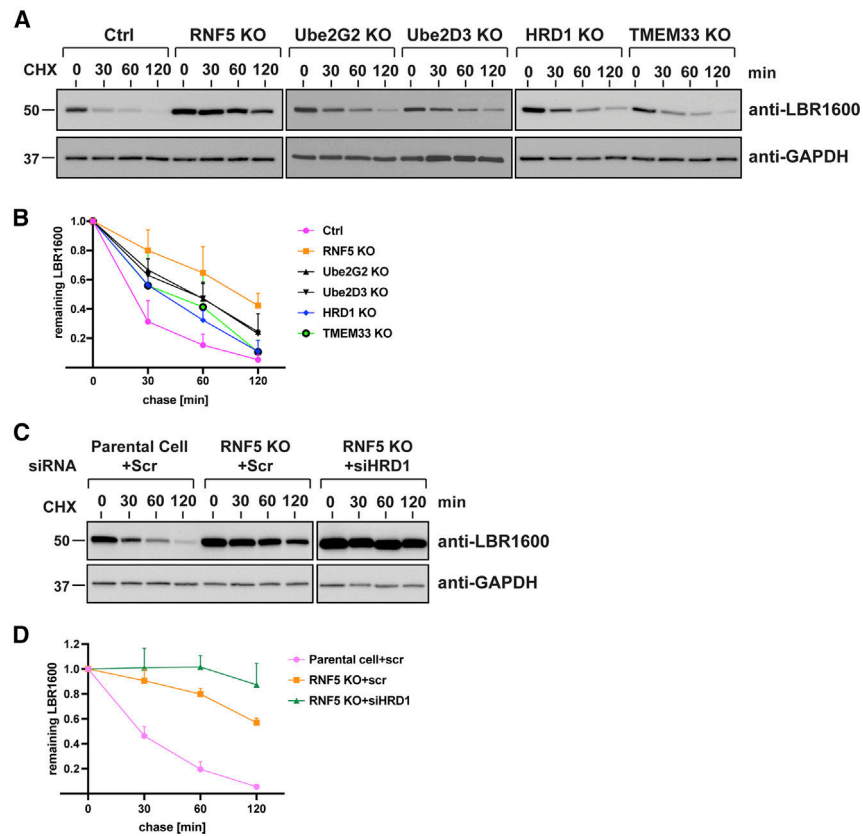 A
Ctrl RNF5 KO Ube2G2 KO Ube2D3 KO HRD1 KO TMEM33 KO
CHX 0 30 60 120 0 30 60 120 0 30 60 120 0 30 60 120 0 30 60 120 0 30 60 120 min
50 anti-LBR1600
37 anti-GAPDH
B
remaining LBR1600
1.0
0.8
0.6
0.4
0.2
0 30 60 120
chase [min]
Ctrl
RNF5 KO
Ube2G2 KO
Ube2D3 KO
HRD1 KO
TMEM33 KO
C
siRNA
Parental Cell
+Scr
RNF5 KO
+Scr
RNF5 KO
+siHRD1
CHX 0 30 60 120 0 30 60 120 0 30 60 120 min
50 anti-LBR1600
37 anti-GAPDH
D
remaining LBR1600
1.2
1.0
0.8
0.6
0.4
0.2
0 30 60 120
chase [min]
Parental cell+scr
RNF5 KO+scr
RNF5 KO+siHRD1